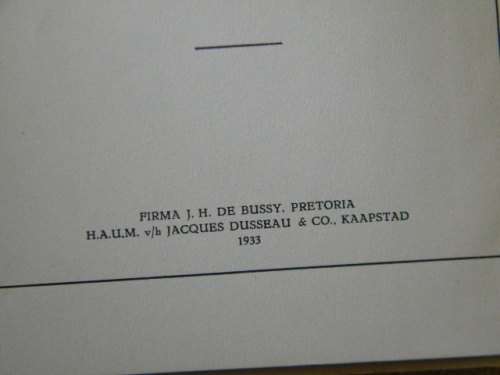 FIRMA J. H. DE BUSSY, PRETORIA
H.A.U.M. v/h JACQUES DUSSEAU & CO., KAAPSTAD
1933